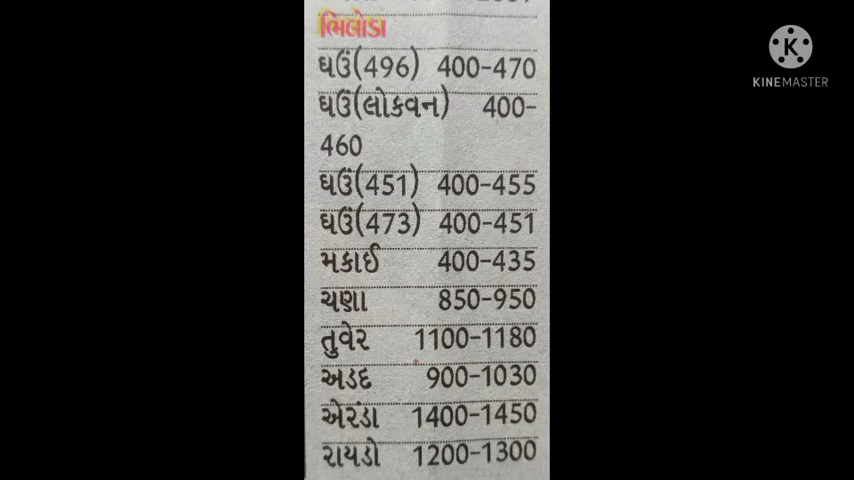 ભિલોડા
ઘઉં(496) 400-470
ઘઉં(લોકવન) 400-
460
ઘઉં(451) 400-455
ઘઉં(473) 400-451
મકાઈ 400-435
ચણા 850-950
તુવેર 1100-1180
અડદ 900-1030
એરંડા 1400-1450
રાયડો 1200-1300
K
KINEMASTER